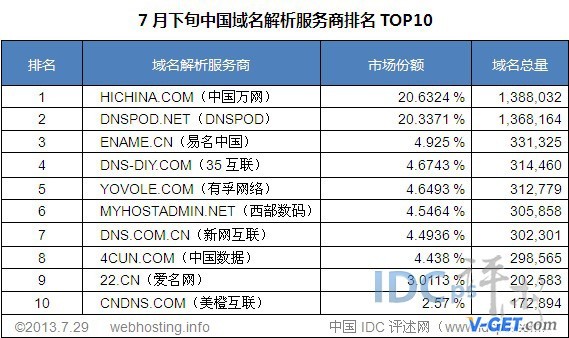 7 月下旬中国域名解析服务商排名 TOP10
排名 域名解析服务商 市场份额 域名总量
1 HICHINA.COM（中国万网） 20.6324 % 1,388,032
2 DNSPOD.NET（DNSPOD） 20.3371 % 1,368,164
3 ENAME.CN（易名中国） 4.925 % 331,325
4 DNS-DIY.COM（35 互联） 4.6743 % 314,460
5 YOVOLE.COM（有孚网络） 4.6493 % 312,779
6 MYHOSTADMIN.NET（西部数码） 4.5464 % 305,858
7 DNS.COM.CN（新网互联） 4.4936 % 302,301
8 4CUN.COM（中国数据） 4.438 % 298,565
9 22.CN（爱名网） 3.0113 % 202,583
10 CNDNS.COM（美橙互联） 2.57 % 172,894
IDC评述
©2013.7.29 webhosting.info 中国 IDC 评述网
V-GET.com